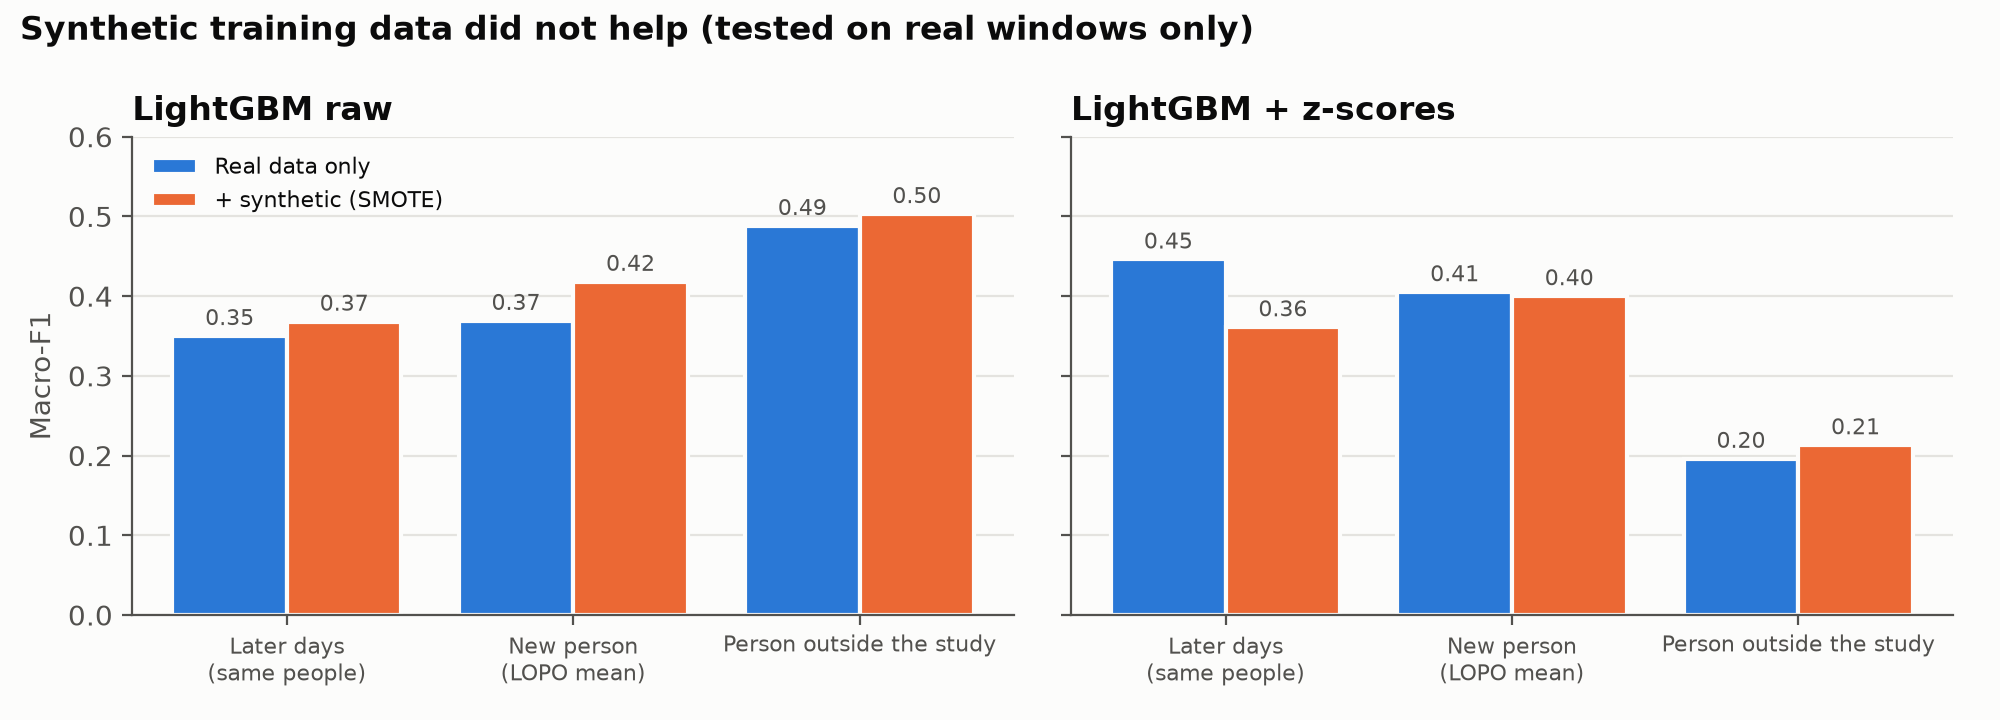 Synthetic training data did not help (tested on real windows only)
LightGBM raw
Macro-F1
0.6
0.5
0.4
0.3
0.2
0.1
0.0
Real data only
+ synthetic (SMOTE)
0.35
0.37
0.37
0.42
0.49
0.50
Later days
(same people)
New person
(LOPO mean)
Person outside the study
LightGBM + z-scores
0.45
0.36
0.41
0.40
0.20
0.21
Later days
(same people)
New person
(LOPO mean)
Person outside the study